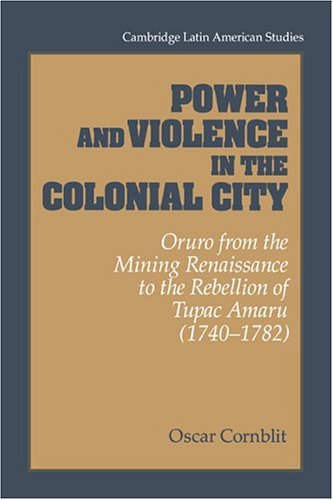 Cambridge Latin American Studies
POWER
AND VIOLENCE
IN THE
COLONIAL CITY
Oruro from the
Mining Renaissance
to the Rebellion of
Tupac Amaru
(1740–1782)
Oscar Cornblit